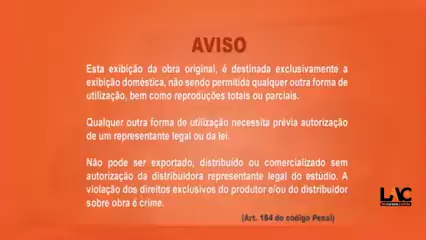 AVISO
Esta exibição da obra original, é destinada exclusivamente a
exibição doméstica, não sendo permitida qualquer outra forma de
utilização, bem como reproduções totais ou parciais.
Qualquer outra forma de utilização necessita prévia autorização
de um representante legal ou da lei.
Não pode ser exportado, distribuído ou comercializado sem
autorização da distribuidora representante legal do estúdio. A
violação dos direitos exclusivos do produtor e/ou do distribuidor
sobre obra é crime.
(Art. 184 do código Penal)